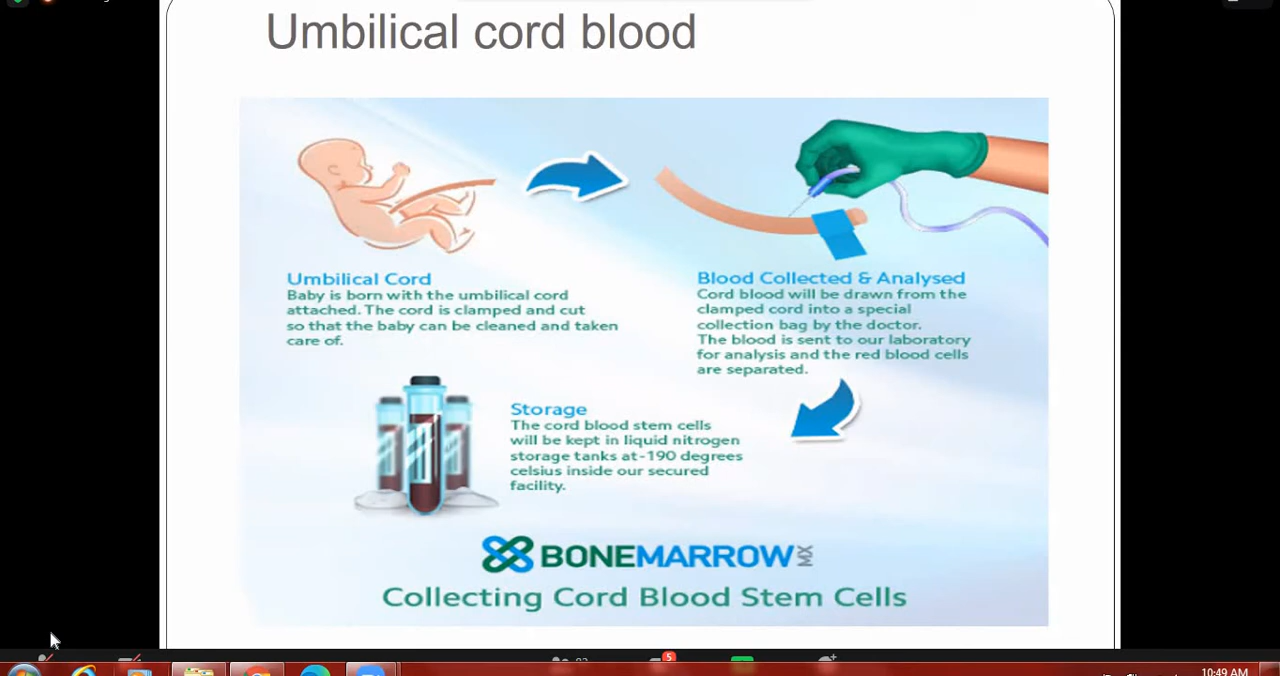 Umbilical cord blood
Umbilical Cord
Baby is born with the umbilical cord
attached. The cord is clamped and cut
so that the baby can be cleaned and taken
care of.
Blood Collected & Analysed
Cord blood will be drawn from the
clamped cord into a special
collection bag by the doctor.
The blood is sent to our laboratory
for analysis and the red blood cells
are separated.
Storage
The cord blood stem cells
will be kept in liquid nitrogen
storage tanks at-190 degrees
celsius inside our secured
facility.
BONEMARROW MX
Collecting Cord Blood Stem Cells
5
10:49 AM